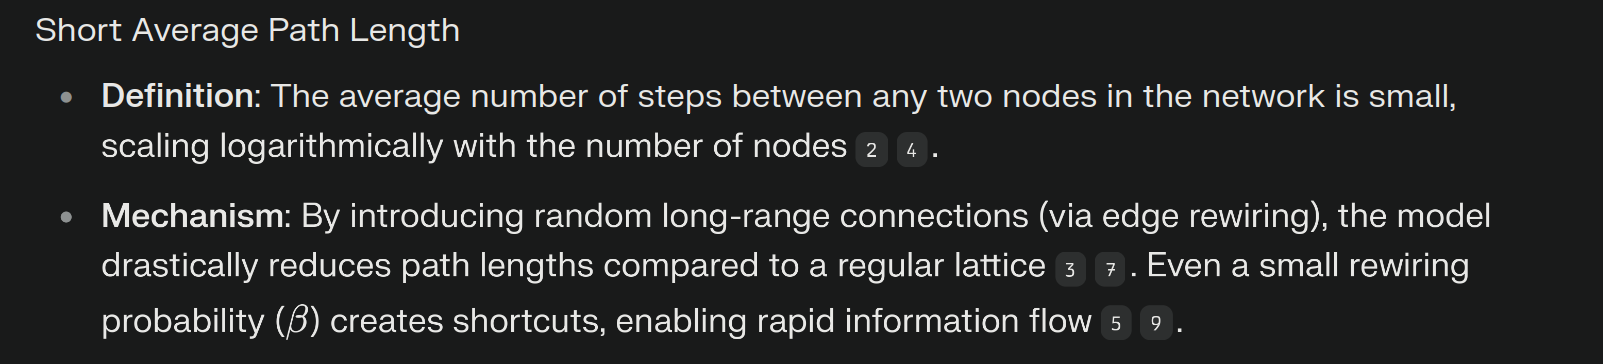 Short Average Path Length
• Definition: The average number of steps between any two nodes in the network is small,
scaling logarithmically with the number of nodes 2 4 .
• Mechanism: By introducing random long-range connections (via edge rewiring), the model
drastically reduces path lengths compared to a regular lattice 3 7 . Even a small rewiring
probability (β) creates shortcuts, enabling rapid information flow 5 9 .